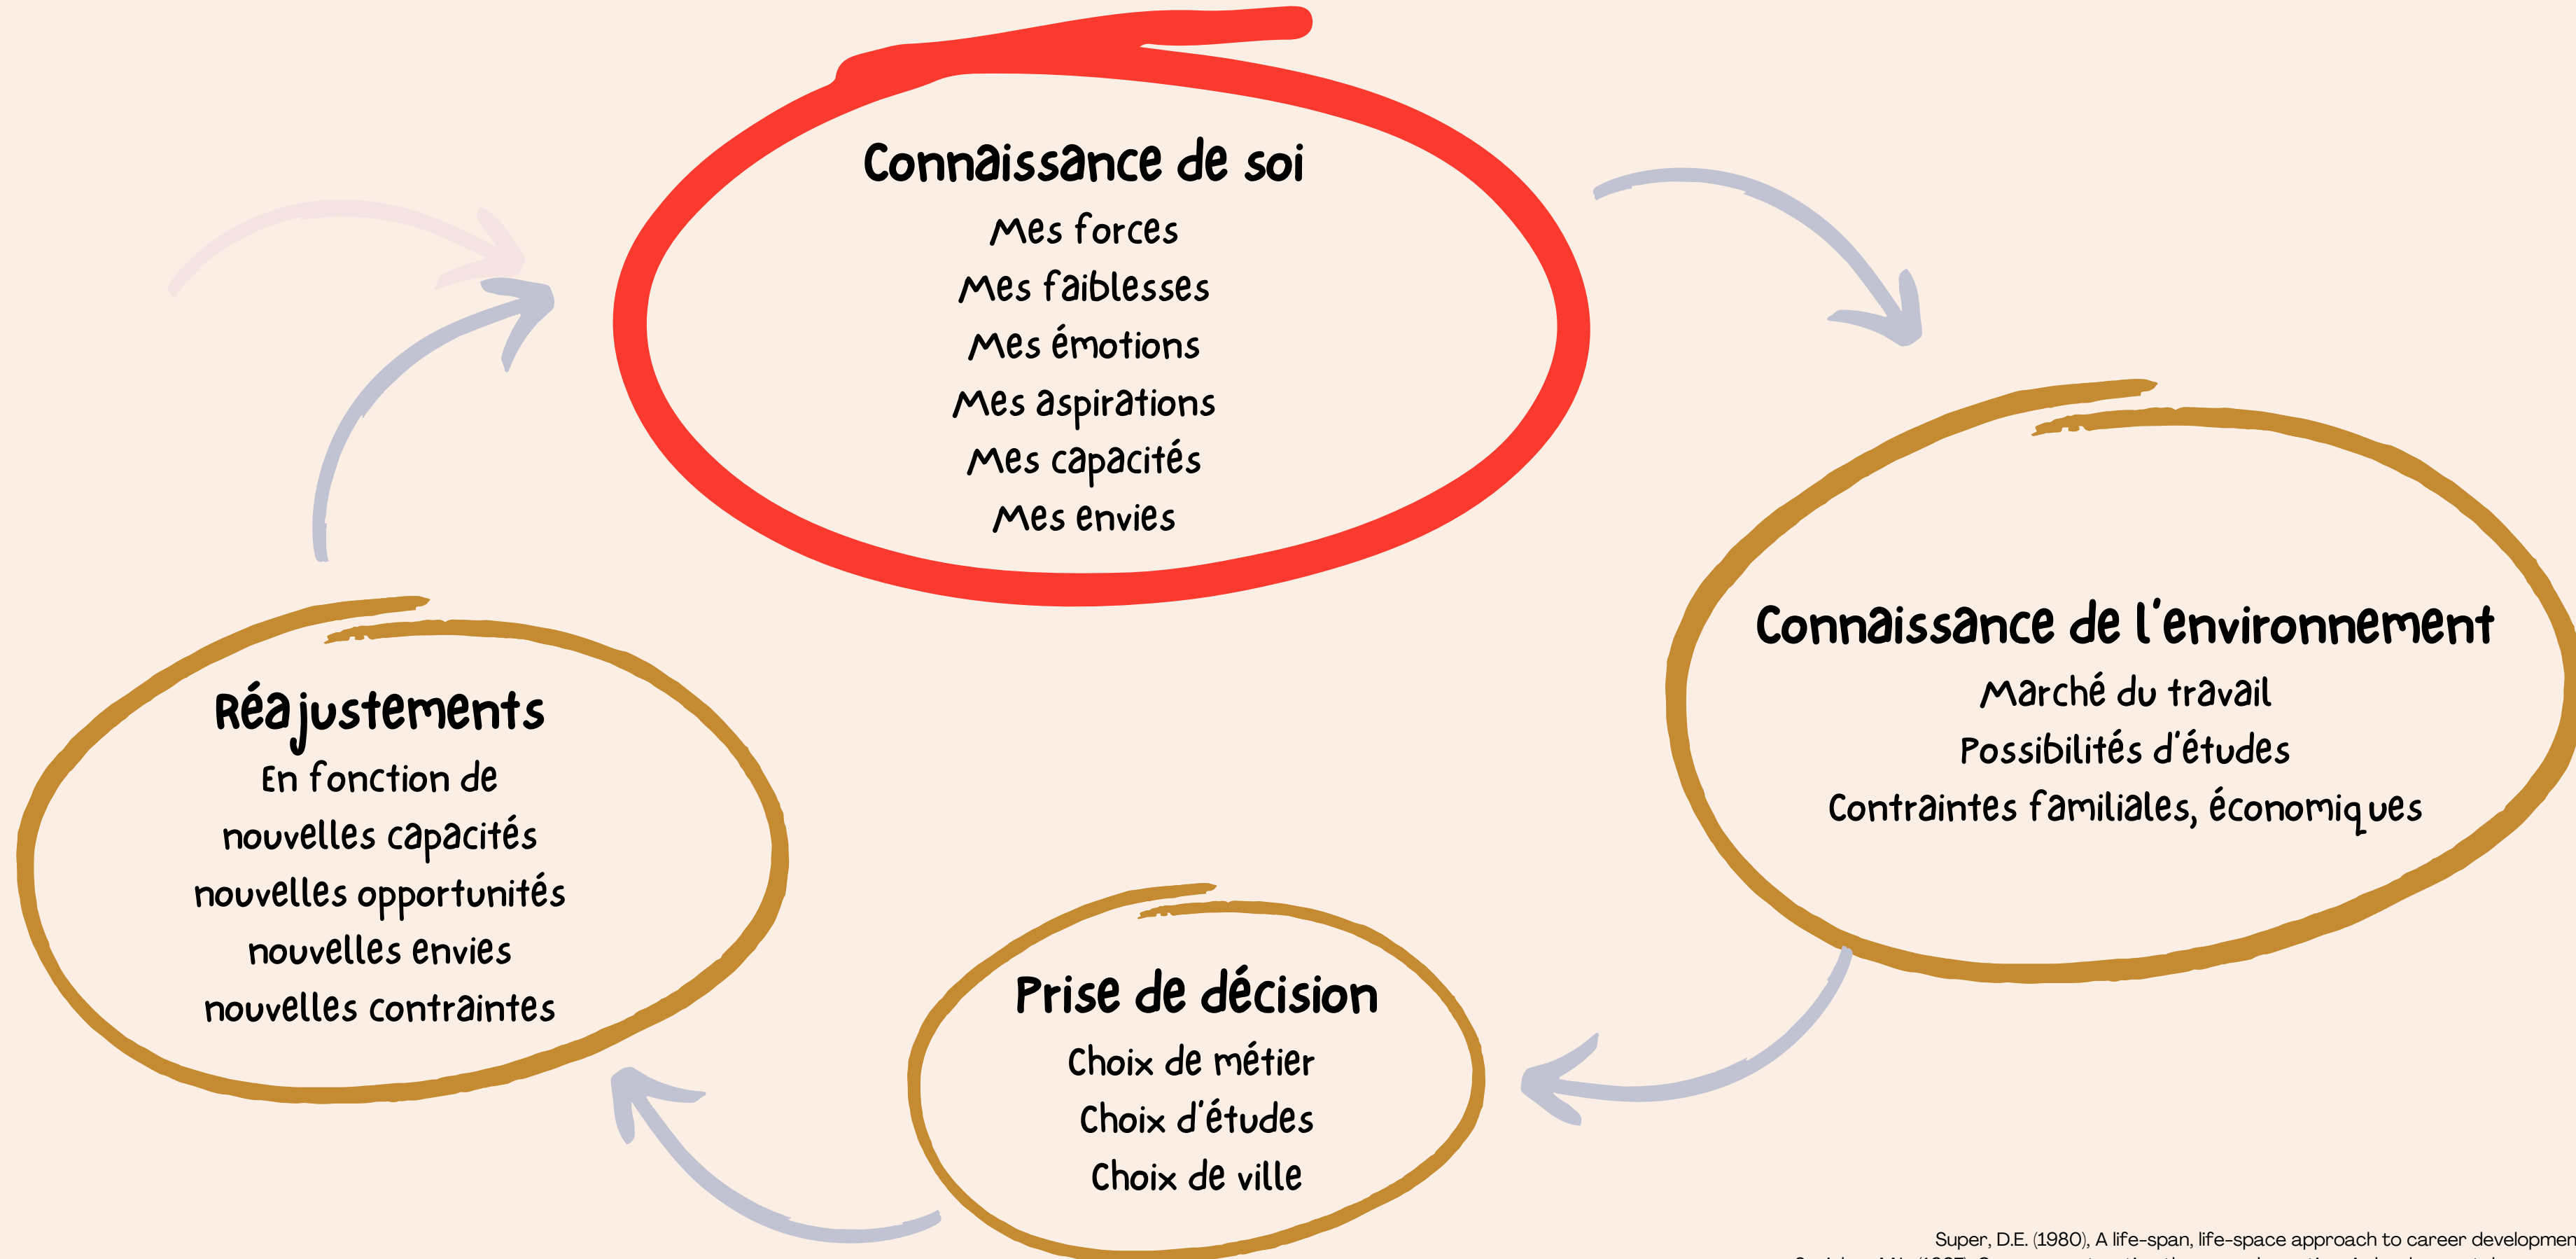 Connaissance de soi
Mes forces
Mes faiblesses
Mes émotions
Mes aspirations
Mes capacités
Mes envies
Connaissance de l'environnement
Marché du travail
Possibilités d'études
Contraintes familiales, économiques
Prise de décision
Choix de métier
Choix d'études
Choix de ville
Réajustements
En fonction de
nouvelles capacités
nouvelles opportunités
nouvelles envies
nouvelles contraintes
Super, D.E. (1980), A life-span, life-space approach to career developmen